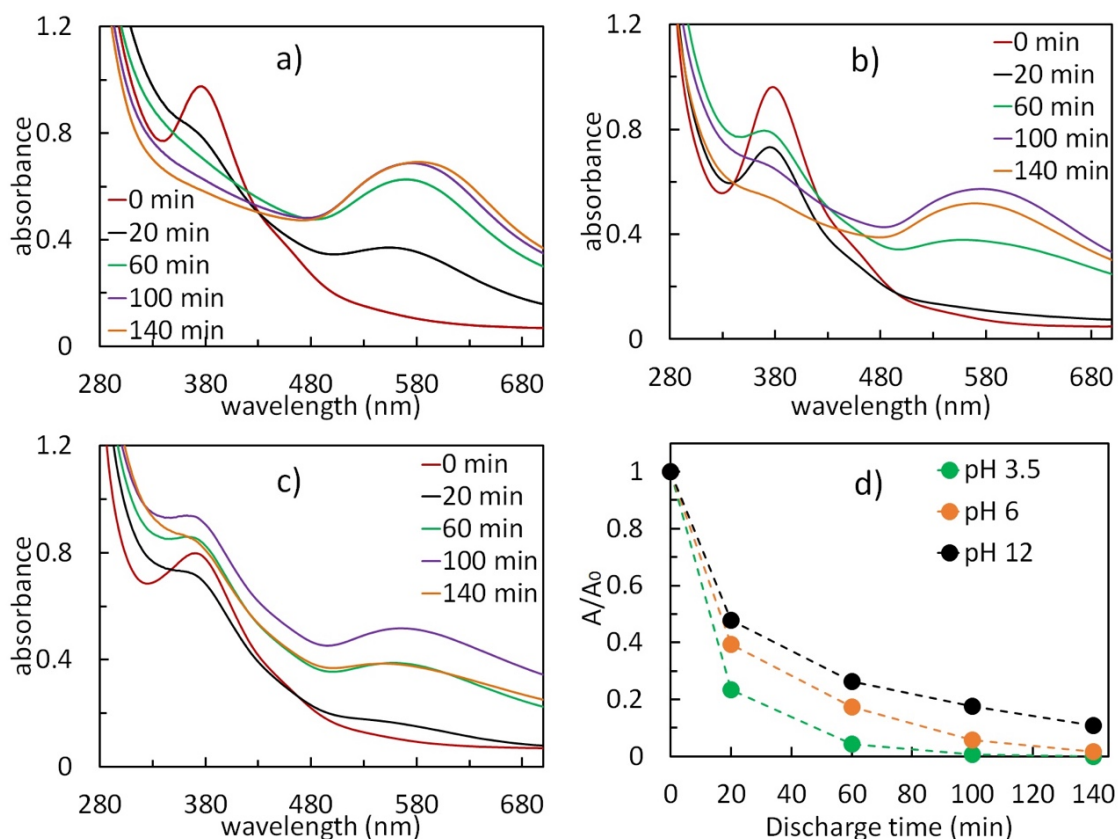 a)
absorbance
1.2
0.8
0.4
0
0 min
20 min
60 min
100 min
140 min
280 380 480 580 680
wavelength (nm)
b)
absorbance
1.2
0.8
0.4
0
0 min
20 min
60 min
100 min
140 min
280 380 480 580 680
wavelength (nm)
c)
absorbance
1.2
0.8
0.4
0
0 min
20 min
60 min
100 min
140 min
280 380 480 580 680
wavelength (nm)
d)
A/A₀
1
0.8
0.6
0.4
0.2
0
pH 3.5
pH 6
pH 12
0 20 40 60 80 100 120 140
Discharge time (min)